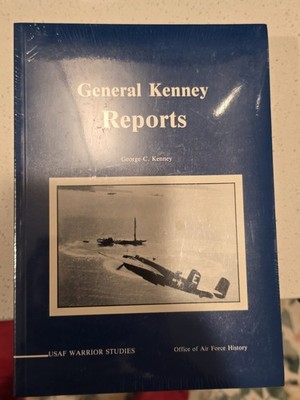 General Kenney
Reports
George C. Kenney
USAF WARRIOR STUDIES
Office of Air Force History